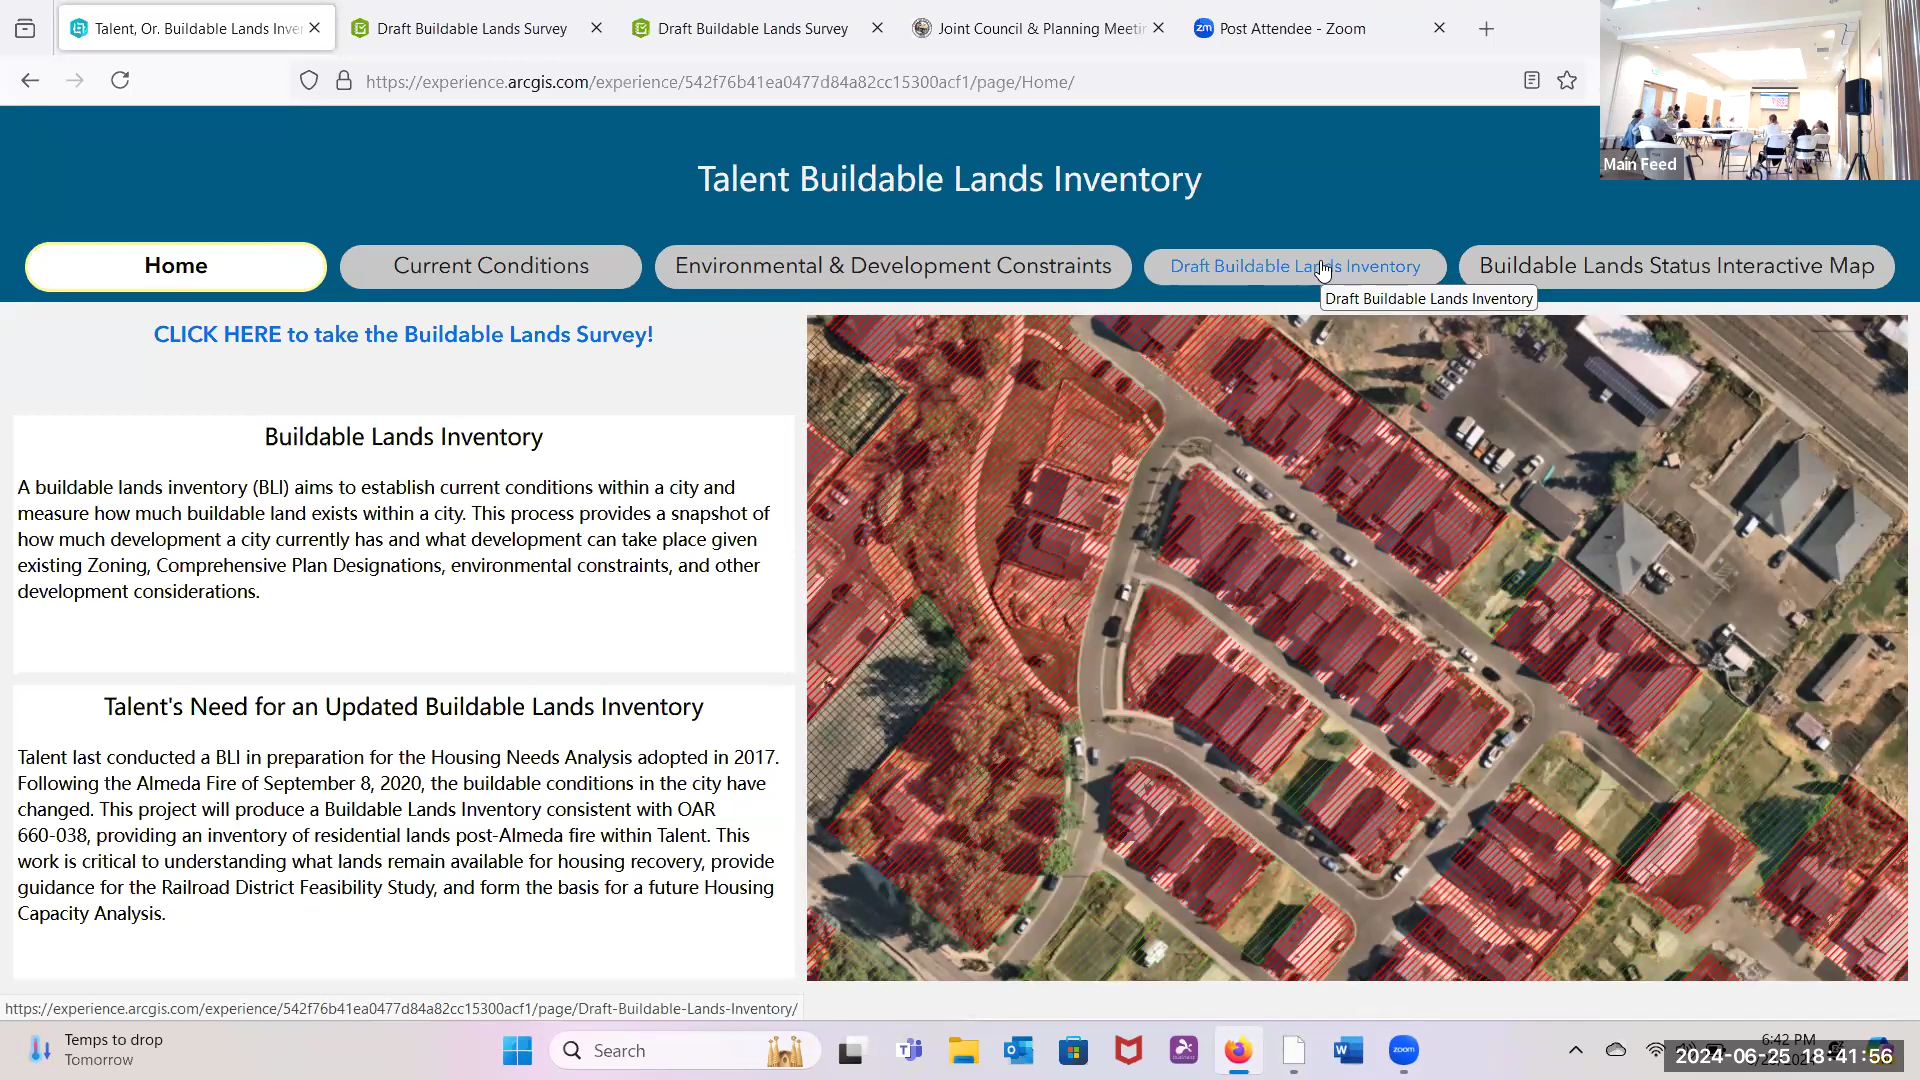 Talent, Or. Buildable Lands Inve
Draft Buildable Lands Survey
Draft Buildable Lands Survey
Joint Council & Planning Meetin
zm
Post Attendee - Zoom
https://experience.arcgis.com/experience/542f76b41ea0477d84a82cc15300acf1/page/Home/
Main Feed
Talent Buildable Lands Inventory
Home
Current Conditions
Environmental & Development Constraints
Draft Buildable Lands Inventory
Buildable Lands Status Interactive Map
Draft Buildable Lands Inventory
CLICK HERE to take the Buildable Lands Survey!
Buildable Lands Inventory
A buildable lands inventory (BLI) aims to establish current conditions within a city and
measure how much buildable land exists within a city. This process provides a snapshot of
how much development a city currently has and what development can take place given
existing Zoning, Comprehensive Plan Designations, environmental constraints, and other
development considerations.
Talent's Need for an Updated Buildable Lands Inventory
Talent last conducted a BLI in preparation for the Housing Needs Analysis adopted in 2017.
Following the Almeda Fire of September 8, 2020, the buildable conditions in the city have
changed. This project will produce a Buildable Lands Inventory consistent with OAR
660-038, providing an inventory of residential lands post-Almeda fire within Talent. This
work is critical to understanding what lands remain available for housing recovery, provide
guidance for the Railroad District Feasibility Study, and form the basis for a future Housing
Capacity Analysis.
https://experience.arcgis.com/experience/542f76b41ea0477d84a82cc15300acf1/page/Draft-Buildable-Lands-Inventory/
Temps to drop
Tomorrow
Search
zoom
6:42 PM
2024-06-25 18:41:56